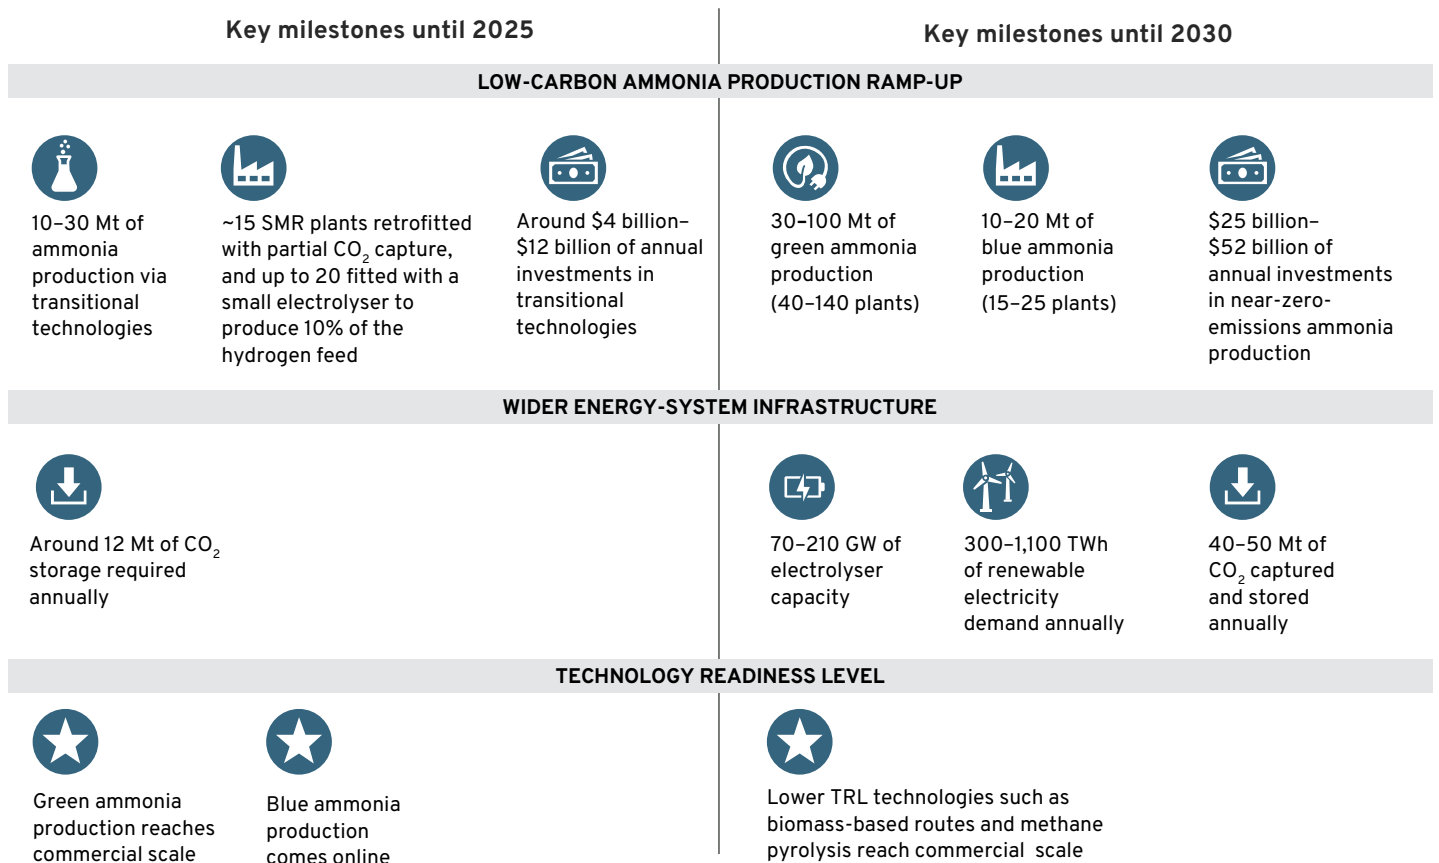 Key milestones until 2025
Key milestones until 2030
LOW-CARBON AMMONIA PRODUCTION RAMP-UP
10–30 Mt of
ammonia
production via
transitional
technologies
~15 SMR plants retrofitted
with partial CO₂ capture,
and up to 20 fitted with a
small electrolyser to
produce 10% of the
hydrogen feed
Around $4 billion–
$12 billion of annual
investments in
transitional
technologies
30–100 Mt of
green ammonia
production
(40–140 plants)
10–20 Mt of
blue ammonia
production
(15–25 plants)
$25 billion–
$52 billion of
annual investments
in near-zero-
emissions ammonia
production
WIDER ENERGY-SYSTEM INFRASTRUCTURE
Around 12 Mt of CO₂
storage required
annually
70–210 GW of
electrolyser
capacity
300–1,100 TWh
of renewable
electricity
demand annually
40–50 Mt of
CO₂ captured
and stored
annually
TECHNOLOGY READINESS LEVEL
Green ammonia
production reaches
commercial scale
Blue ammonia
production
comes online
Lower TRL technologies such as
biomass-based routes and methane
pyrolysis reach commercial scale